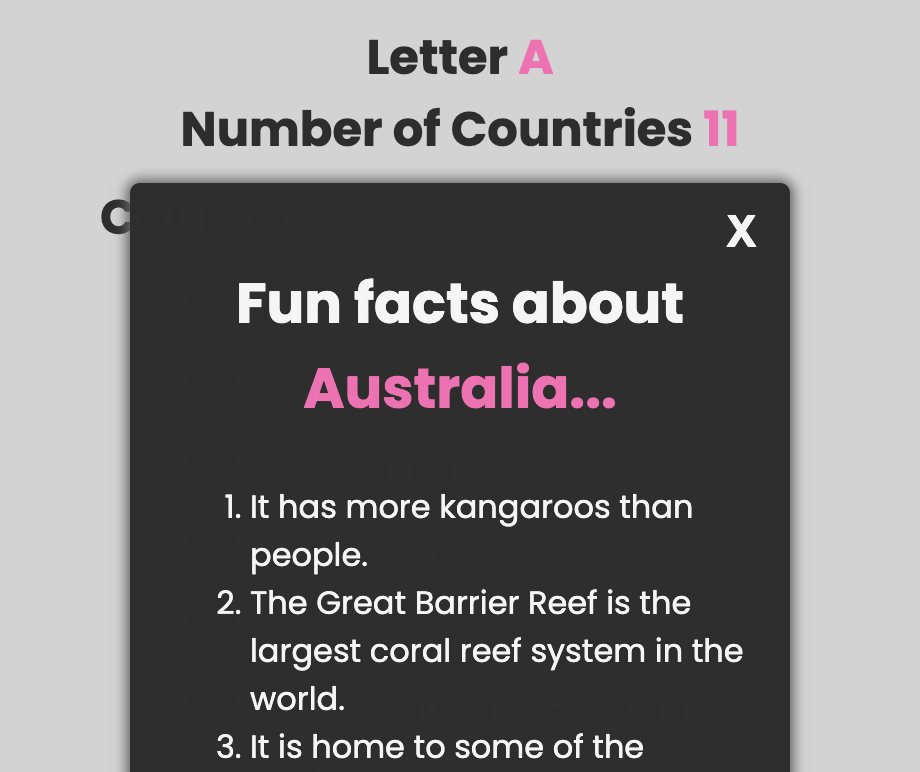 Letter A
Number of Countries 11
Countries...
X
Fun facts about
Australia...
1. It has more kangaroos than
people.
2. The Great Barrier Reef is the
largest coral reef system in the
world.
3. It is home to some of the